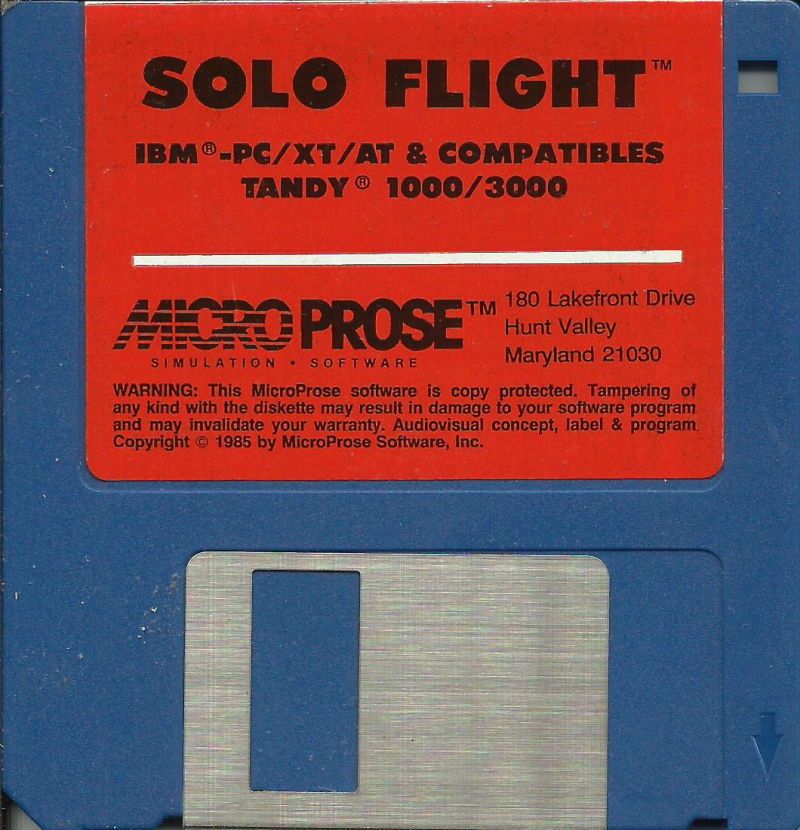 SOLO FLIGHT™
IBM®-PC/XT/AT & COMPATIBLES
TANDY® 1000/3000
MICROPROSE™
SIMULATION • SOFTWARE
180 Lakefront Drive
Hunt Valley
Maryland 21030
WARNING: This MicroProse software is copy protected. Tampering of
any kind with the diskette may result in damage to your software program
and may invalidate your warranty. Audiovisual concept, label & program
Copyright © 1985 by MicroProse Software, Inc.